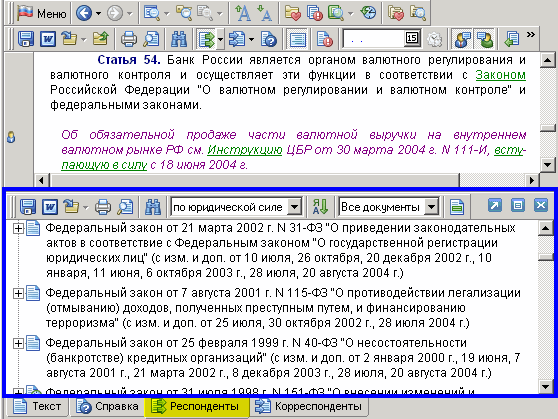 Меню
. .
15
»
Статья 54. Банк России является органом валютного регулирования и
валютного контроля и осуществляет эти функции в соответствии с Законом
Российской Федерации "О валютном регулировании и валютном контроле" и
федеральными законами.
Об обязательной продаже части валютной выручки на внутреннем
валютном рынке РФ см. Инструкцию ЦБР от 30 марта 2004 г. N 111-И, всту-
пающую в силу с 18 июня 2004 г.
по юридической силе
Все документы
Федеральный закон от 21 марта 2002 г. N 31-ФЗ "О приведении законодательных
актов в соответствие с Федеральным законом "О государственной регистрации
юридических лиц" (с изм. и доп. от 10 июля, 26 октября, 20 декабря 2002 г., 10
января, 11 июня, 6 октября 2003 г., 28 июля, 20 августа 2004 г.)
Федеральный закон от 7 августа 2001 г. N 115-ФЗ "О противодействии легализации
(отмыванию) доходов, полученных преступным путем, и финансированию
терроризма" (с изм. и доп. от 25 июля, 30 октября 2002 г., 28 июля 2004 г.)
Федеральный закон от 25 февраля 1999 г. N 40-ФЗ "О несостоятельности
(банкротстве) кредитных организаций" (с изм. и доп. от 2 января 2000 г., 19 июня, 7
августа 2001 г., 21 марта 2002 г., 8 декабря 2003 г., 28 июля, 20 августа 2004 г.)
Федеральный закон от 31 июля 1998 г. N 151-ФЗ "О внесении изменений и
Текст
Справка
Респонденты
Корреспонденты